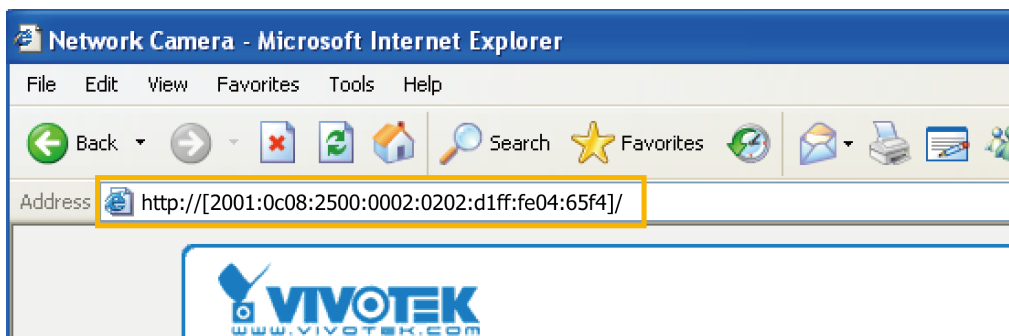 Network Camera - Microsoft Internet Explorer
File Edit View Favorites Tools Help
Back Search Favorites
Address http://[2001:0c08:2500:0002:0202:d1ff:fe04:65f4]/
VIVOTEK
www.vivotek.com